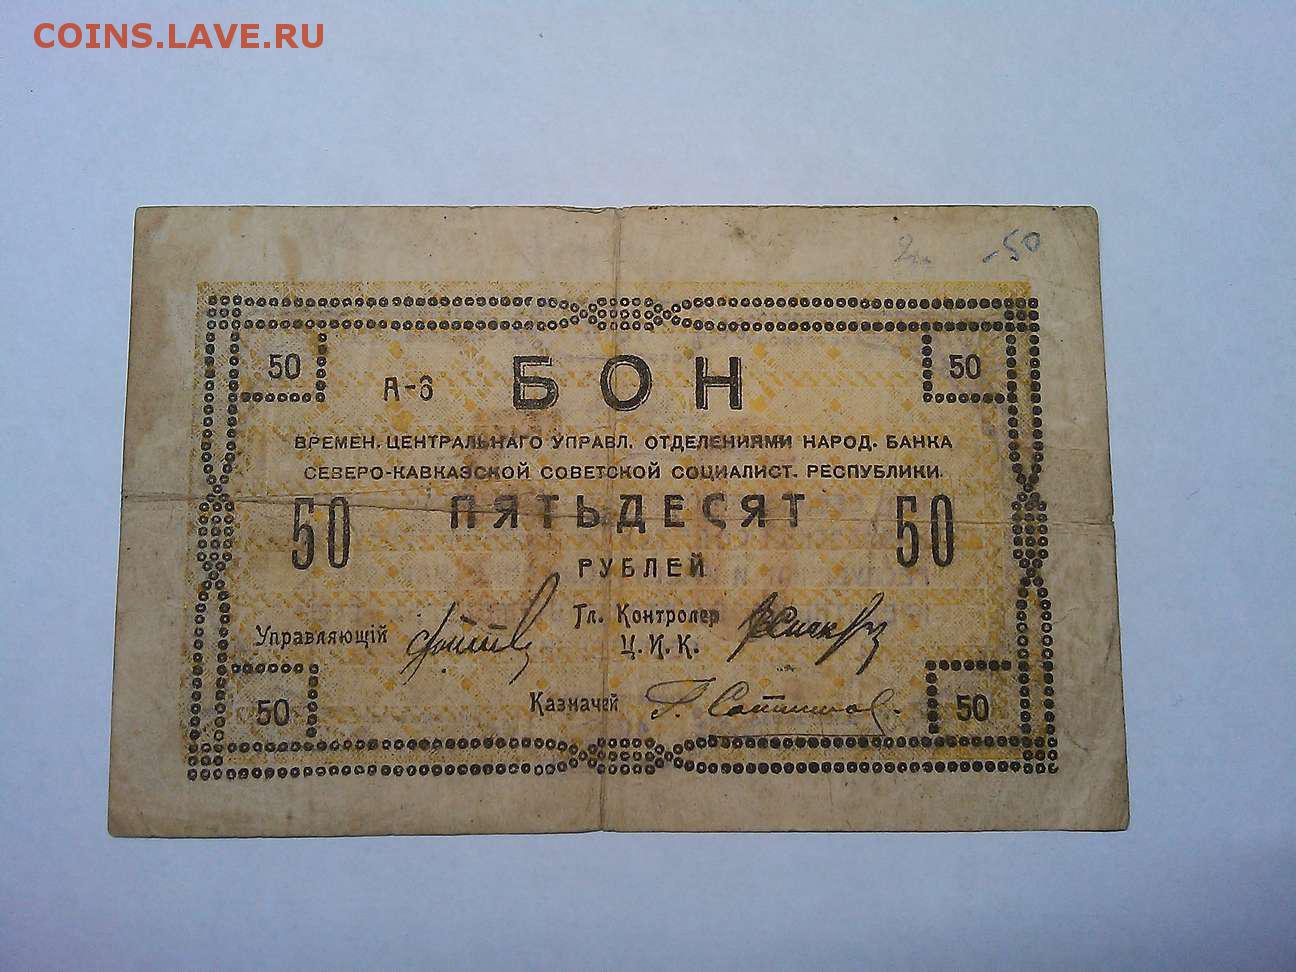 COINS.LAVE.RU
-50
50 50
А-6 БОН
ВРЕМЕН. ЦЕНТРАЛЬНАГО УПРАВЛ. ОТДЕЛЕНИЯМИ НАРОД. БАНКА
СЕВЕРО-КАВКАЗСКОЙ СОВЕТСКОЙ СОЦИАЛИСТ. РЕСПУБЛИКИ.
50 ПЯТЬДЕСЯТ 50
РУБЛЕЙ
Управляющій Гл. Контролер
Ц. И. К.
Казначей
50 50